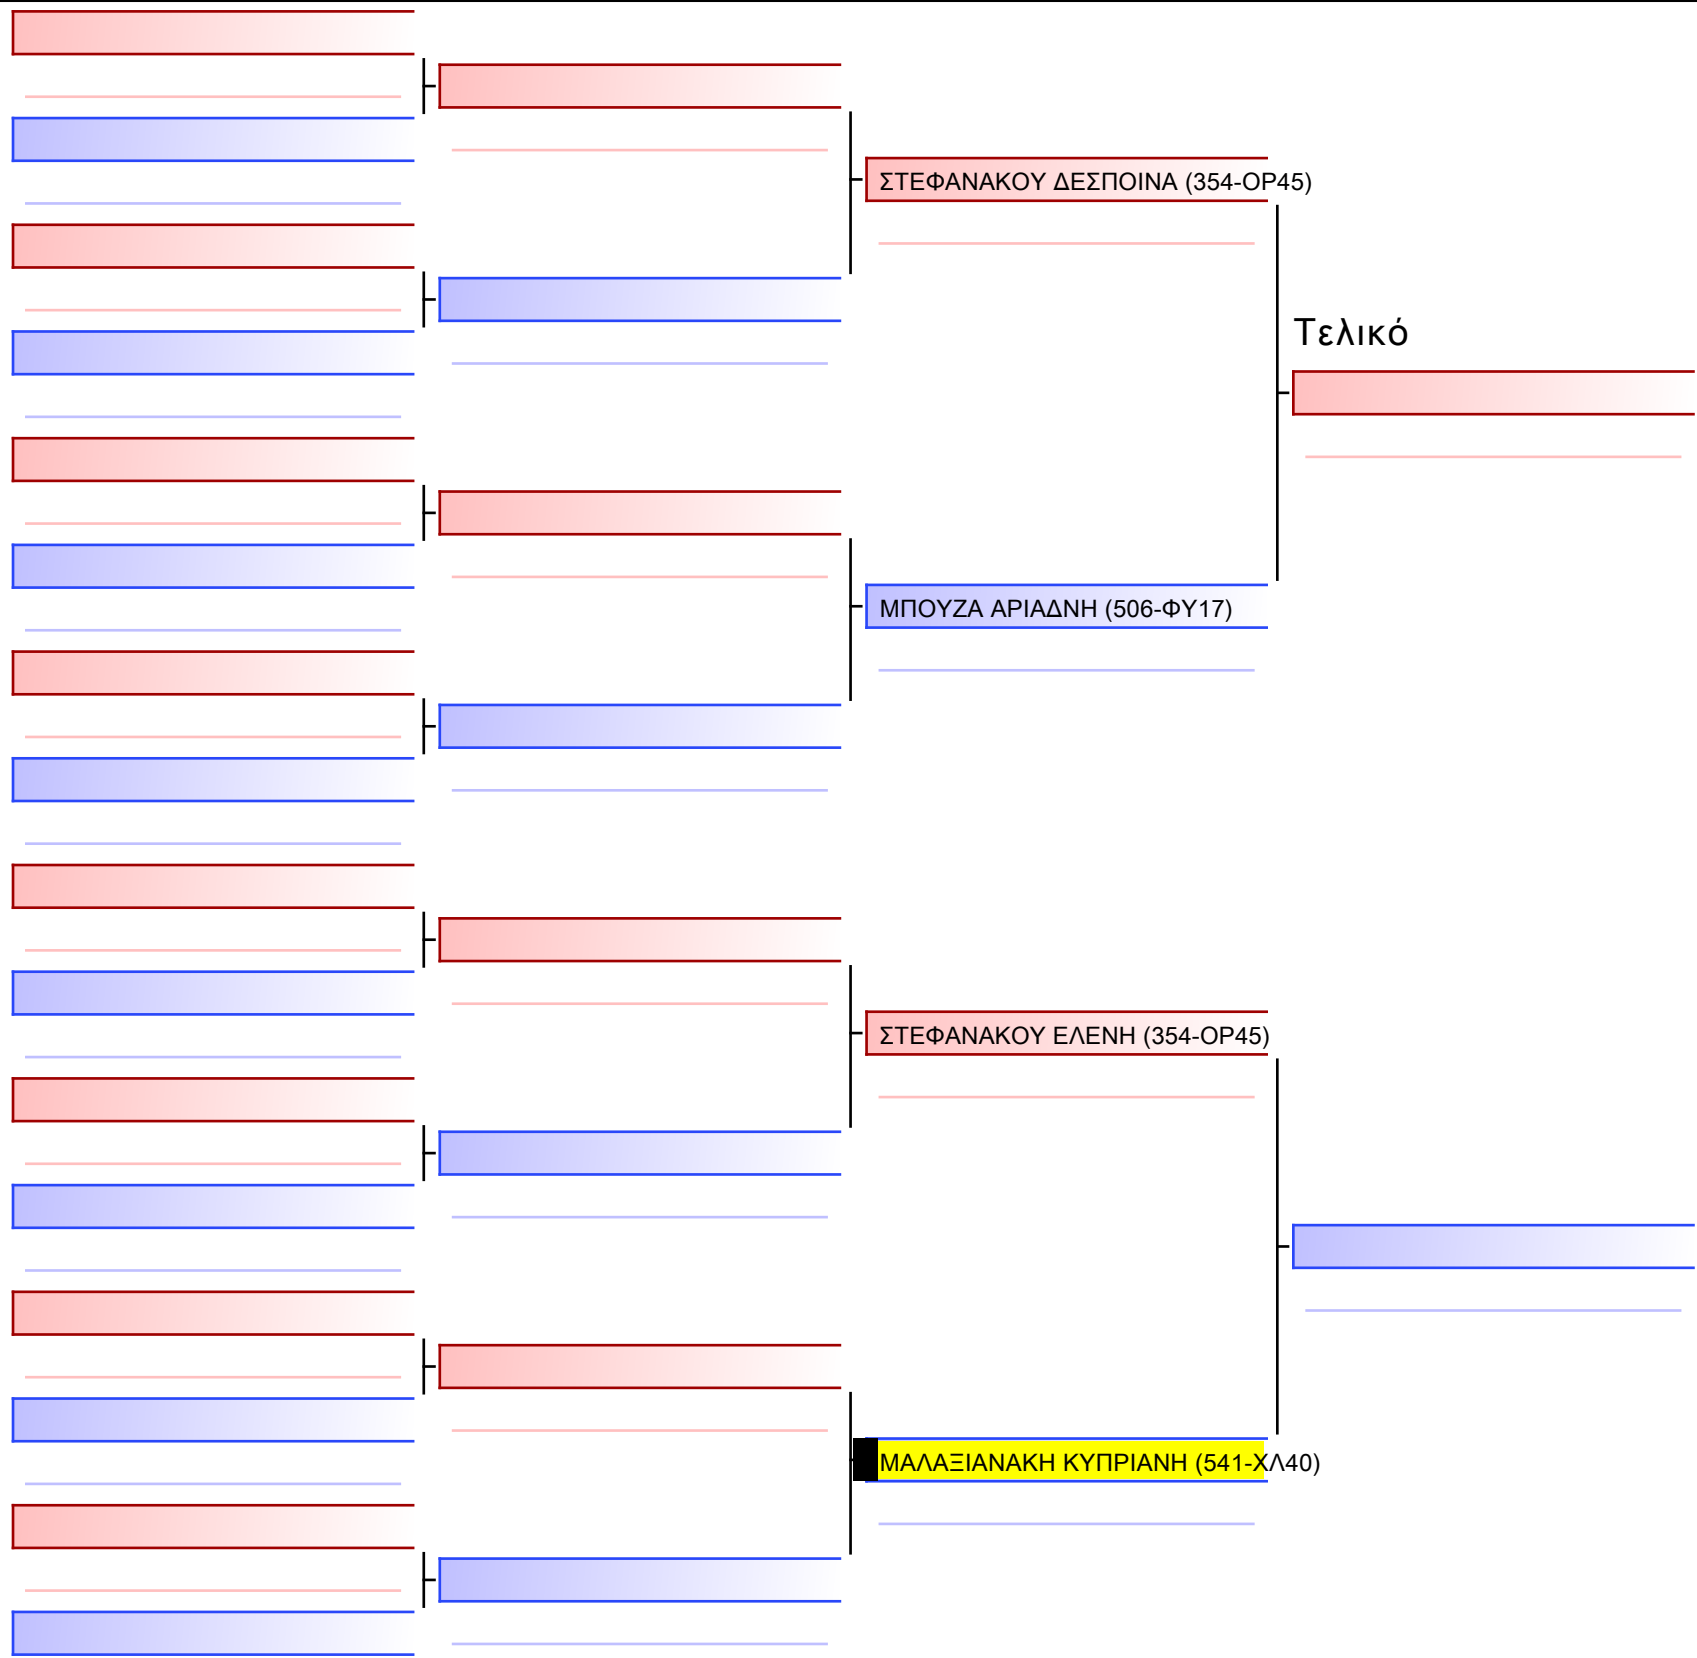 ΣΤΕΦΑΝΑΚΟΥ ΔΕΣΠΟΙΝΑ (354-ΟΡ45)
Τελικό
ΜΠΟΥΖΑ ΑΡΙΑΔΝΗ (506-ΦΥ17)
ΣΤΕΦΑΝΑΚΟΥ ΕΛΕΝΗ (354-ΟΡ45)
ΜΑΛΑΞΙΑΝΑΚΗ ΚΥΠΡΙΑΝΗ (541-ΧΛ40)